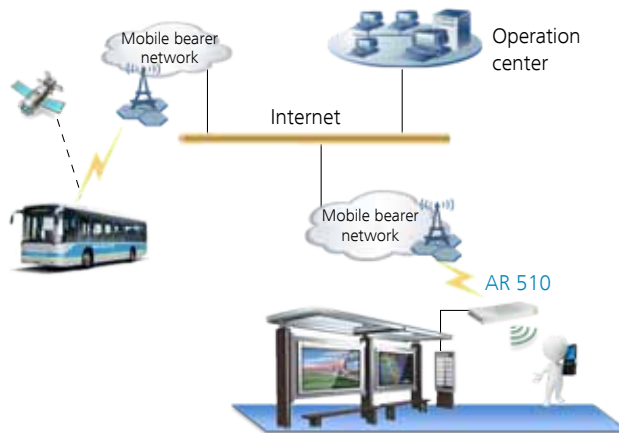 Mobile bearer
network
Operation
center
Internet
Mobile bearer
network
AR 510